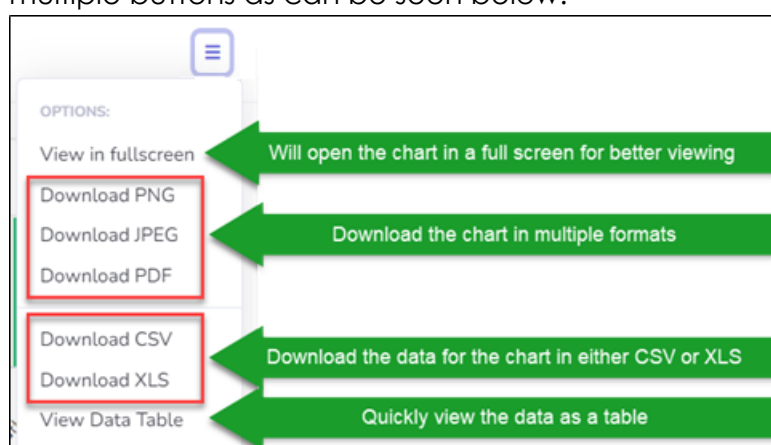 multiple buttons as can be seen below.
OPTIONS:
View in fullscreen
Will open the chart in a full screen for better viewing
Download PNG
Download JPEG
Download the chart in multiple formats
Download PDF
Download CSV
Download the data for the chart in either CSV or XLS
Download XLS
View Data Table
Quickly view the data as a table